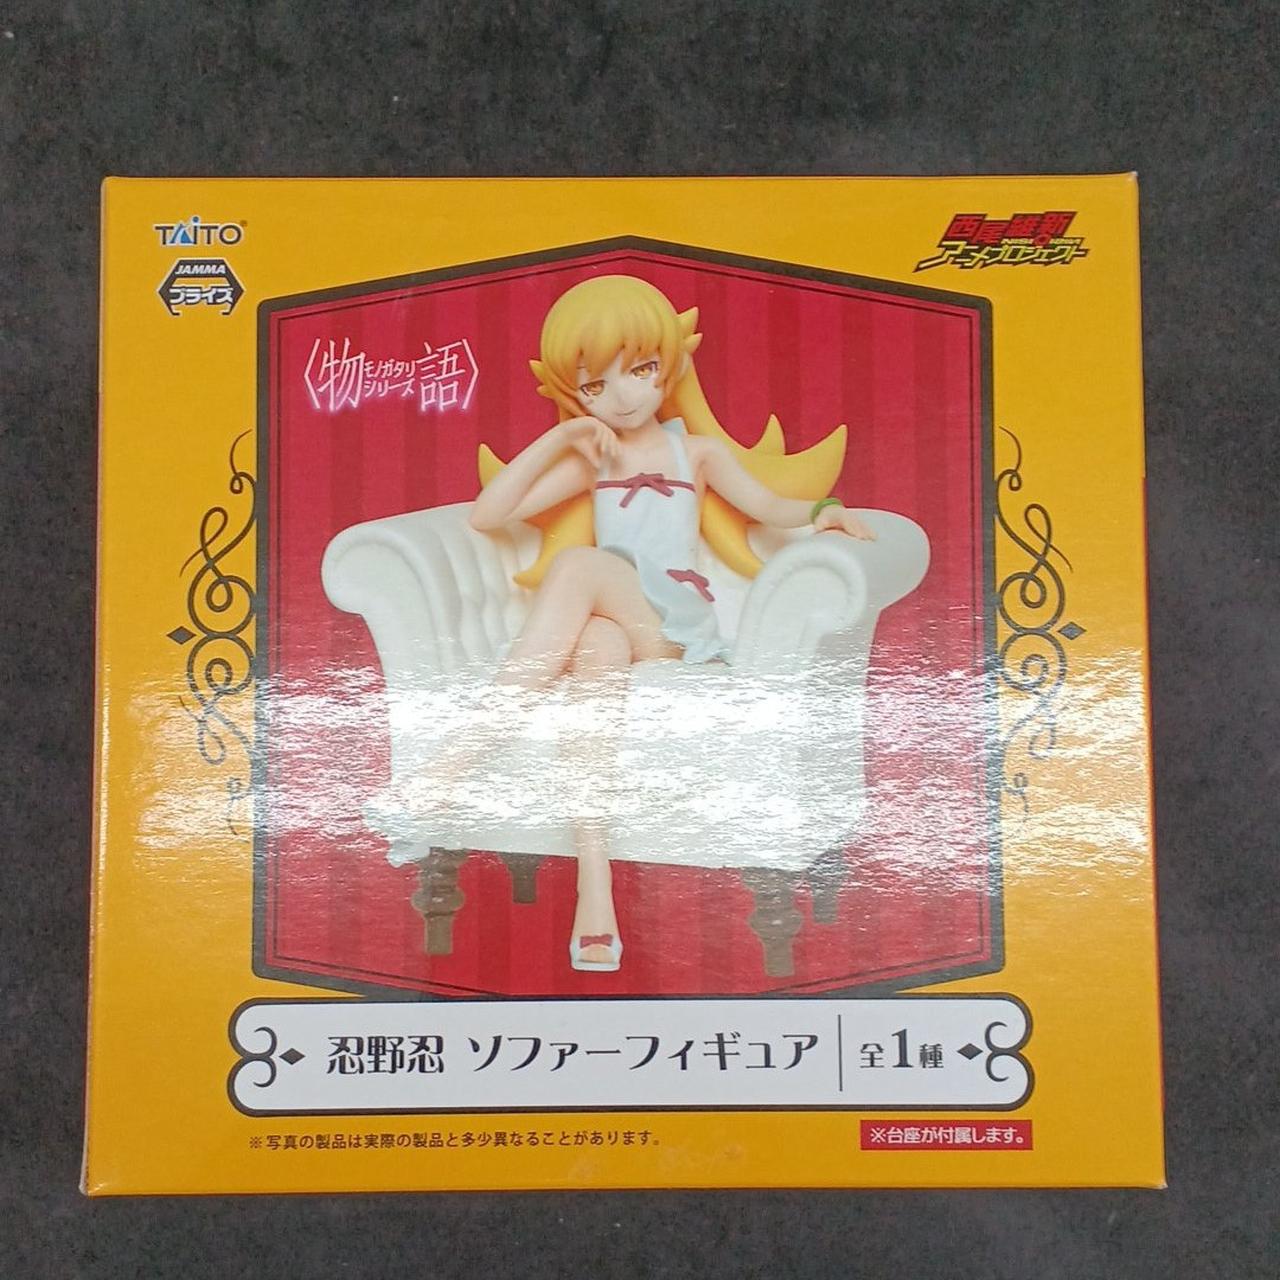 TAITO
JAMMA
プライズ
西尾維新
NISIOISIN
アニメプロジェクト
〈物語〉
モノガタリ
シリーズ
忍野忍 ソファーフィギュア 全1種
※写真の製品は実際の製品と多少異なることがあります。
※台座が付属します。